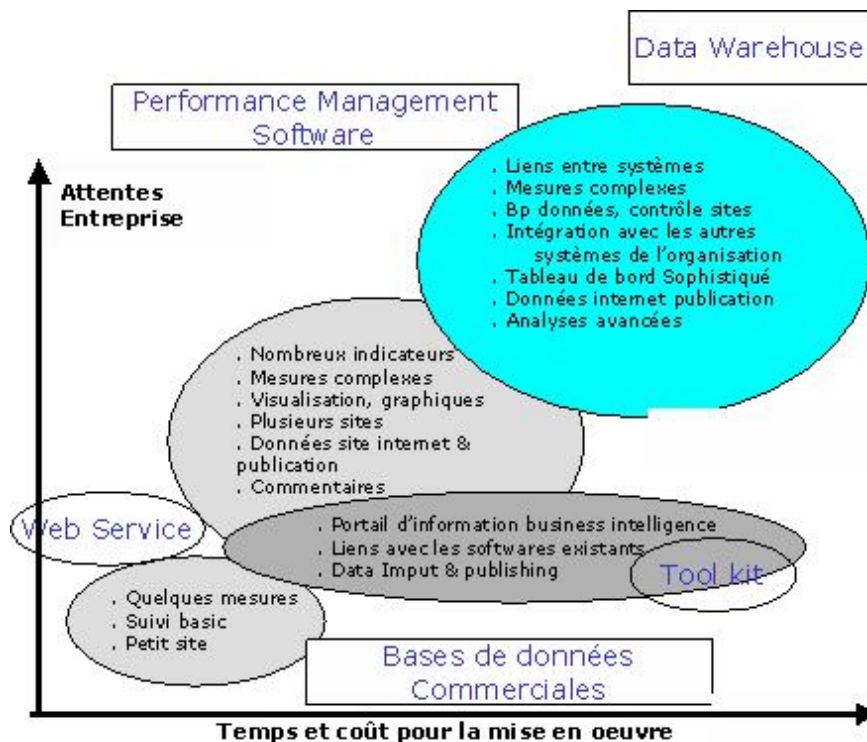 Data Warehouse
Performance Management
Software
Attentes
Entreprise
. Liens entre systèmes
. Mesures complexes
. Bp données, contrôle sites
. Intégration avec les autres
systèmes de l'organisation
. Tableau de bord Sophistiqué
. Données internet publication
. Analyses avancées
. Nombreux indicateurs
. Mesures complexes
. Visualisation, graphiques
. Plusieurs sites
. Données site internet &
publication
. Commentaires
Web Service
. Portail d'information business intelligence
. Liens avec les softwares existants
. Data Imput & publishing
Tool kit
. Quelques mesures
. Suivi basic
. Petit site
Bases de données
Commerciales
Temps et coût pour la mise en oeuvre